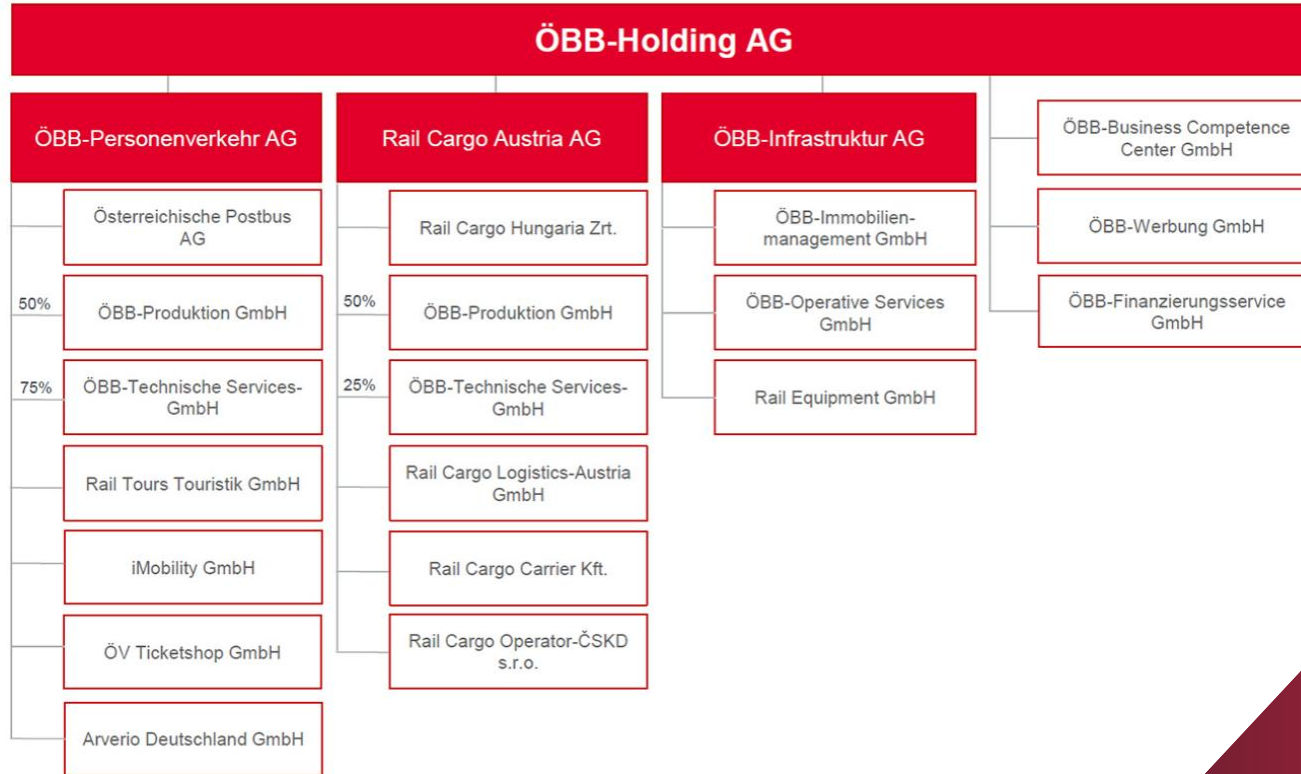 ÖBB-Holding AG
ÖBB-Personenverkehr AG
Österreichische Postbus
AG
50%
ÖBB-Produktion GmbH
75%
ÖBB-Technische Services-
GmbH
Rail Tours Touristik GmbH
iMobility GmbH
ÖV Ticketshop GmbH
Arverio Deutschland GmbH
Rail Cargo Austria AG
Rail Cargo Hungaria Zrt.
50%
ÖBB-Produktion GmbH
25%
ÖBB-Technische Services-
GmbH
Rail Cargo Logistics-Austria
GmbH
Rail Cargo Carrier Kft.
Rail Cargo Operator-ČSKD
s.r.o.
ÖBB-Infrastruktur AG
ÖBB-Immobilien-
management GmbH
ÖBB-Operative Services
GmbH
Rail Equipment GmbH
ÖBB-Business Competence
Center GmbH
ÖBB-Werbung GmbH
ÖBB-Finanzierungsservice
GmbH